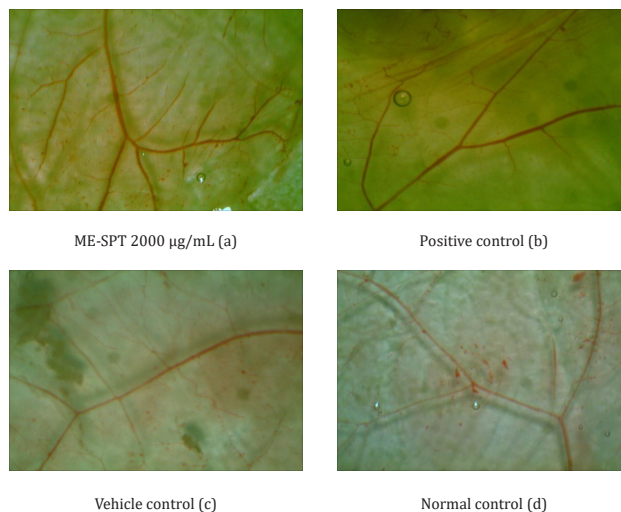 ME-SPT 2000 µg/mL (a)
Positive control (b)
Vehicle control (c)
Normal control (d)